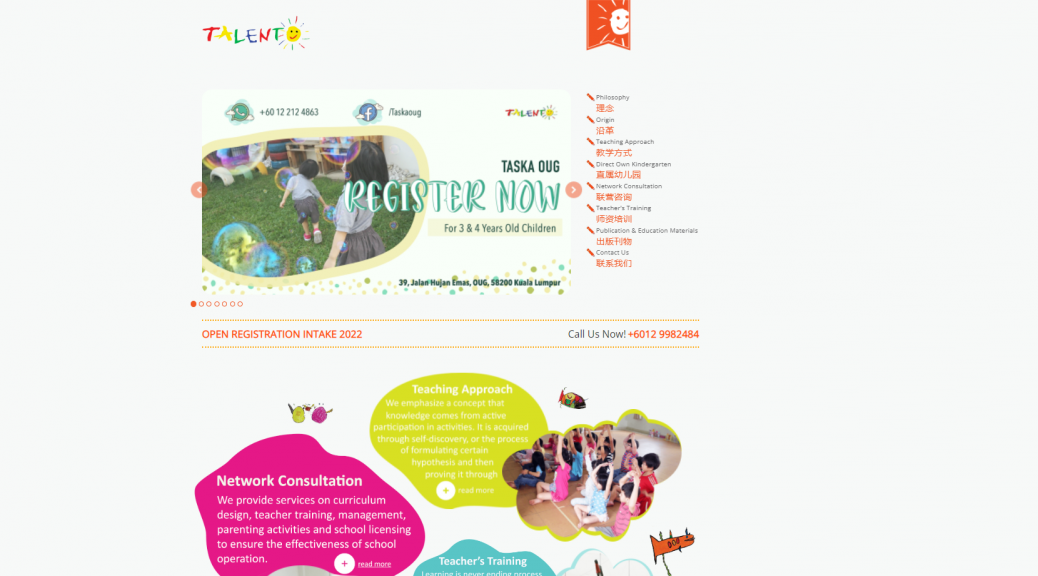 TALENT
+60 12 212 4863
/Taskaoug
TALENT
TASKA OUG
REGISTER NOW
For 3 & 4 Years Old Children
39, Jalan Hujan Emas, OUG, 58200 Kuala Lumpur
Philosophy
理念
Origin
沿革
Teaching Approach
教学方式
Direct Own Kindergarten
直属幼儿园
Network Consultation
联营咨询
Teacher's Training
师资培训
Publication & Education Materials
出版刊物
Contact Us
联系我们
OPEN REGISTRATION INTAKE 2022
Call Us Now! +6012 9982484
Teaching Approach
We emphasize a concept that
knowledge comes from active
participation in activities. It is acquired
through self-discovery, or the process
of formulating certain
hypothesis and then
proving it through
read more
Network Consultation
We provide services on curriculum
design, teacher training, management,
parenting activities and school licensing
to ensure the effectiveness of school
operation.
read more
Teacher's Training
Learning is never ending process